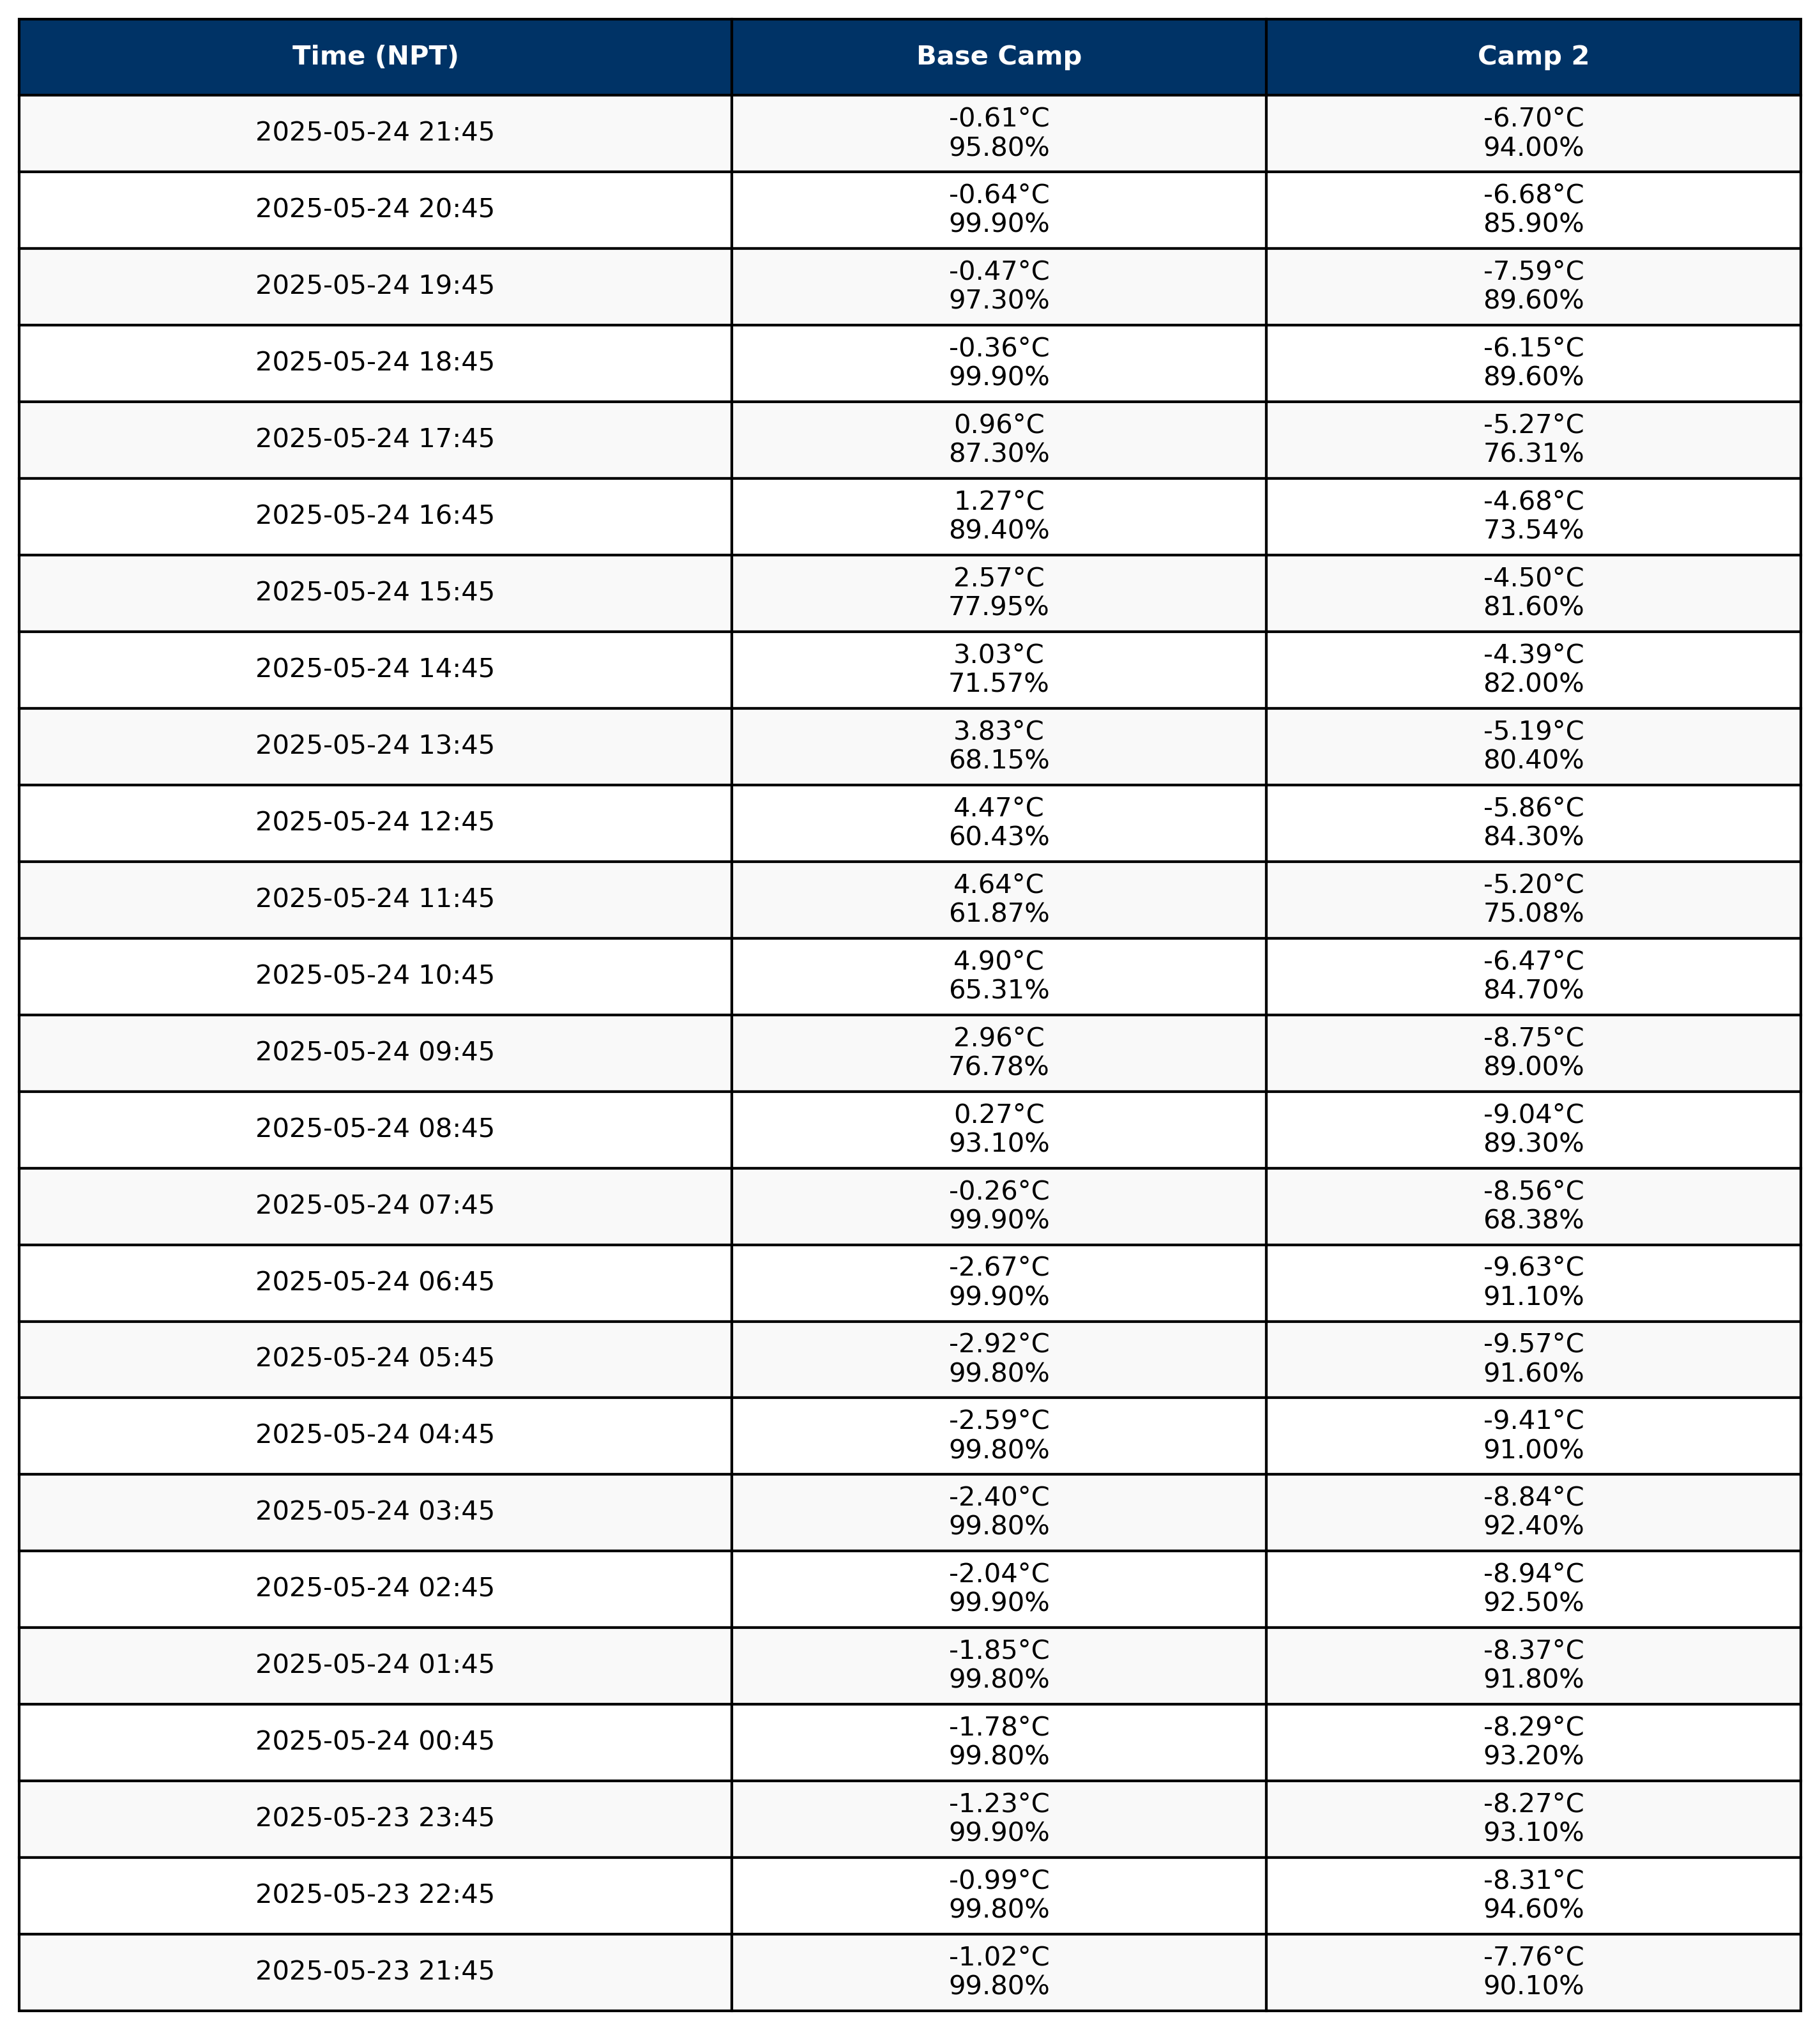 Time (NPT) Base Camp Camp 2
2025-05-24 21:45 -0.61°C -6.70°C
95.80% 94.00%
2025-05-24 20:45 -0.64°C -6.68°C
99.90% 85.90%
2025-05-24 19:45 -0.47°C -7.59°C
97.30% 89.60%
2025-05-24 18:45 -0.36°C -6.15°C
99.90% 89.60%
2025-05-24 17:45 0.96°C -5.27°C
87.30% 76.31%
2025-05-24 16:45 1.27°C -4.68°C
89.40% 73.54%
2025-05-24 15:45 2.57°C -4.50°C
77.95% 81.60%
2025-05-24 14:45 3.03°C -4.39°C
71.57% 82.00%
2025-05-24 13:45 3.83°C -5.19°C
68.15% 80.40%
2025-05-24 12:45 4.47°C -5.86°C
60.43% 84.30%
2025-05-24 11:45 4.64°C -5.20°C
61.87% 75.08%
2025-05-24 10:45 4.90°C -6.47°C
65.31% 84.70%
2025-05-24 09:45 2.96°C -8.75°C
76.78% 89.00%
2025-05-24 08:45 0.27°C -9.04°C
93.10% 89.30%
2025-05-24 07:45 -0.26°C -8.56°C
99.90% 68.38%
2025-05-24 06:45 -2.67°C -9.63°C
99.90% 91.10%
2025-05-24 05:45 -2.92°C -9.57°C
99.80% 91.60%
2025-05-24 04:45 -2.59°C -9.41°C
99.80% 91.00%
2025-05-24 03:45 -2.40°C -8.84°C
99.80% 92.40%
2025-05-24 02:45 -2.04°C -8.94°C
99.90% 92.50%
2025-05-24 01:45 -1.85°C -8.37°C
99.80% 91.80%
2025-05-24 00:45 -1.78°C -8.29°C
99.80% 93.20%
2025-05-23 23:45 -1.23°C -8.27°C
99.90% 93.10%
2025-05-23 22:45 -0.99°C -8.31°C
99.80% 94.60%
2025-05-23 21:45 -1.02°C -7.76°C
99.80% 90.10%